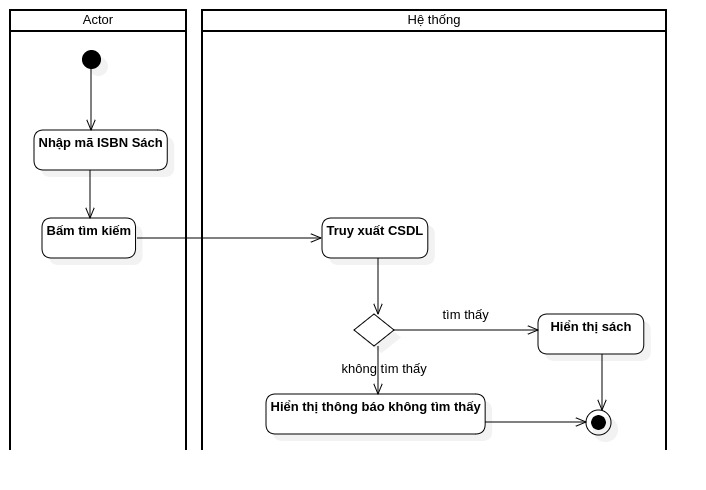 Actor
Hệ thống
Nhập mã ISBN Sách
Bấm tìm kiếm
Truy xuất CSDL
tìm thấy
Hiển thị sách
không tìm thấy
Hiển thị thông báo không tìm thấy